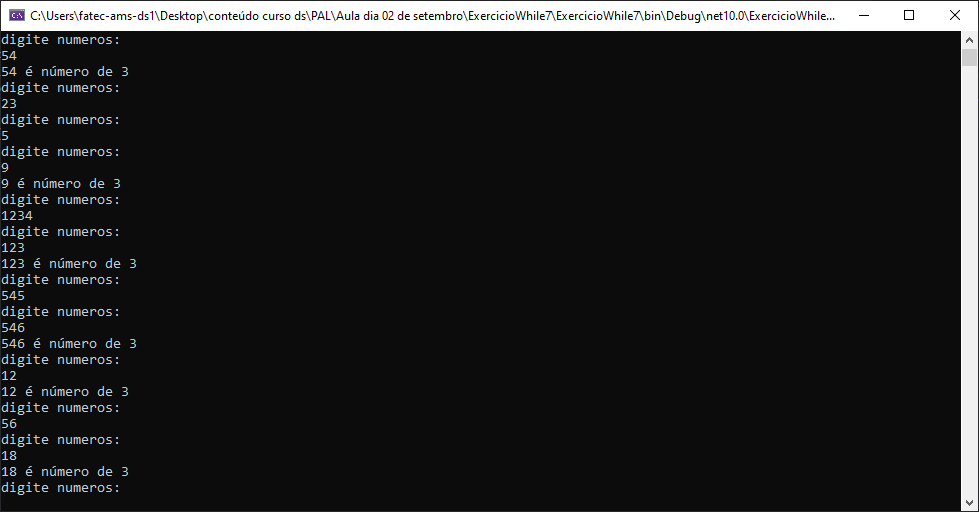 C:\Users\fatec-ams-ds1\Desktop\conteúdo curso ds\PAL\Aula dia 02 de setembro\ExercicioWhile7\ExercicioWhile7\bin\Debug\net10.0\ExercicioWhile...
digite numeros:
54
54 é número de 3
digite numeros:
23
digite numeros:
5
digite numeros:
9
9 é número de 3
digite numeros:
1234
digite numeros:
123
123 é número de 3
digite numeros:
545
digite numeros:
546
546 é número de 3
digite numeros:
12
12 é número de 3
digite numeros:
56
digite numeros:
18
18 é número de 3
digite numeros: